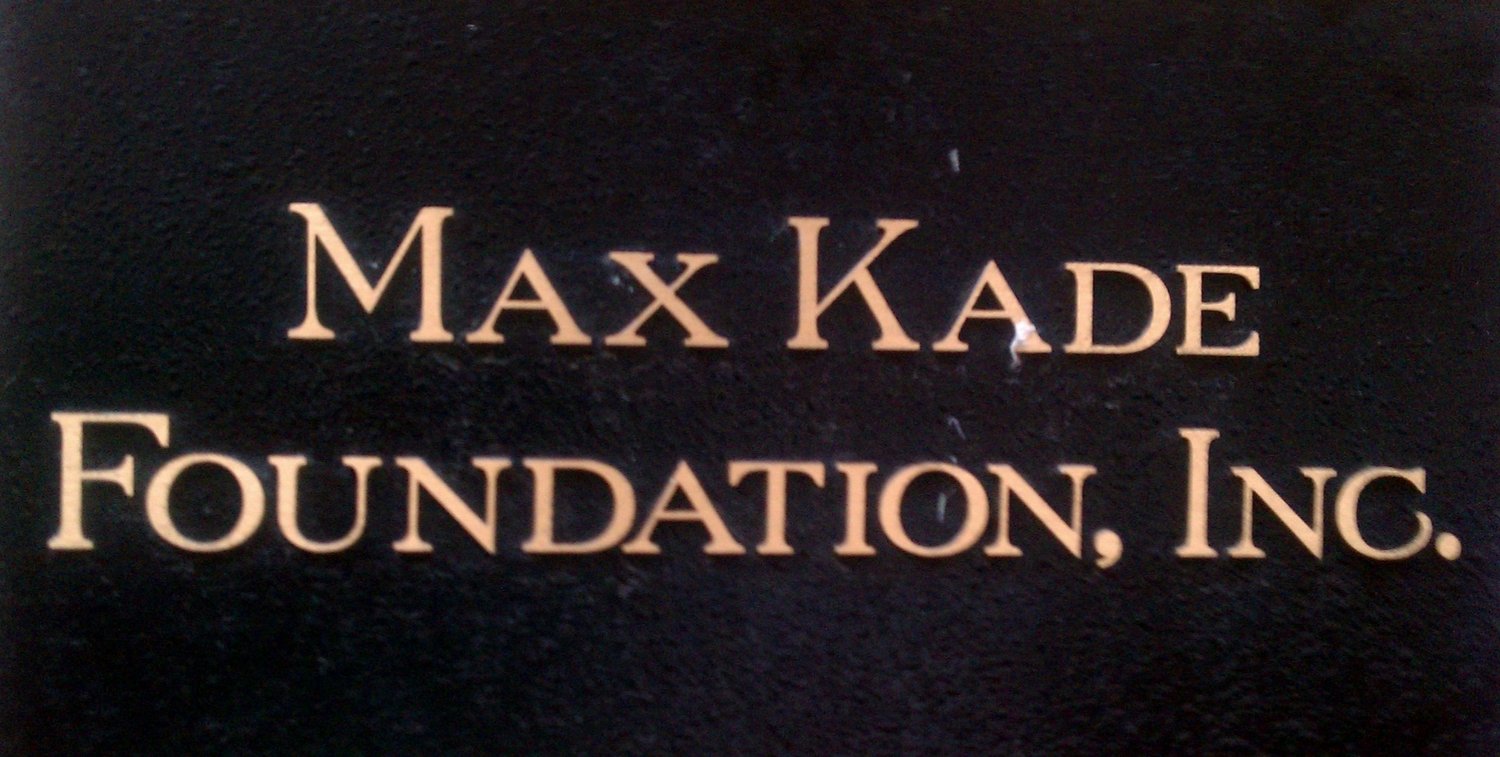 Max Kade
Foundation, Inc.